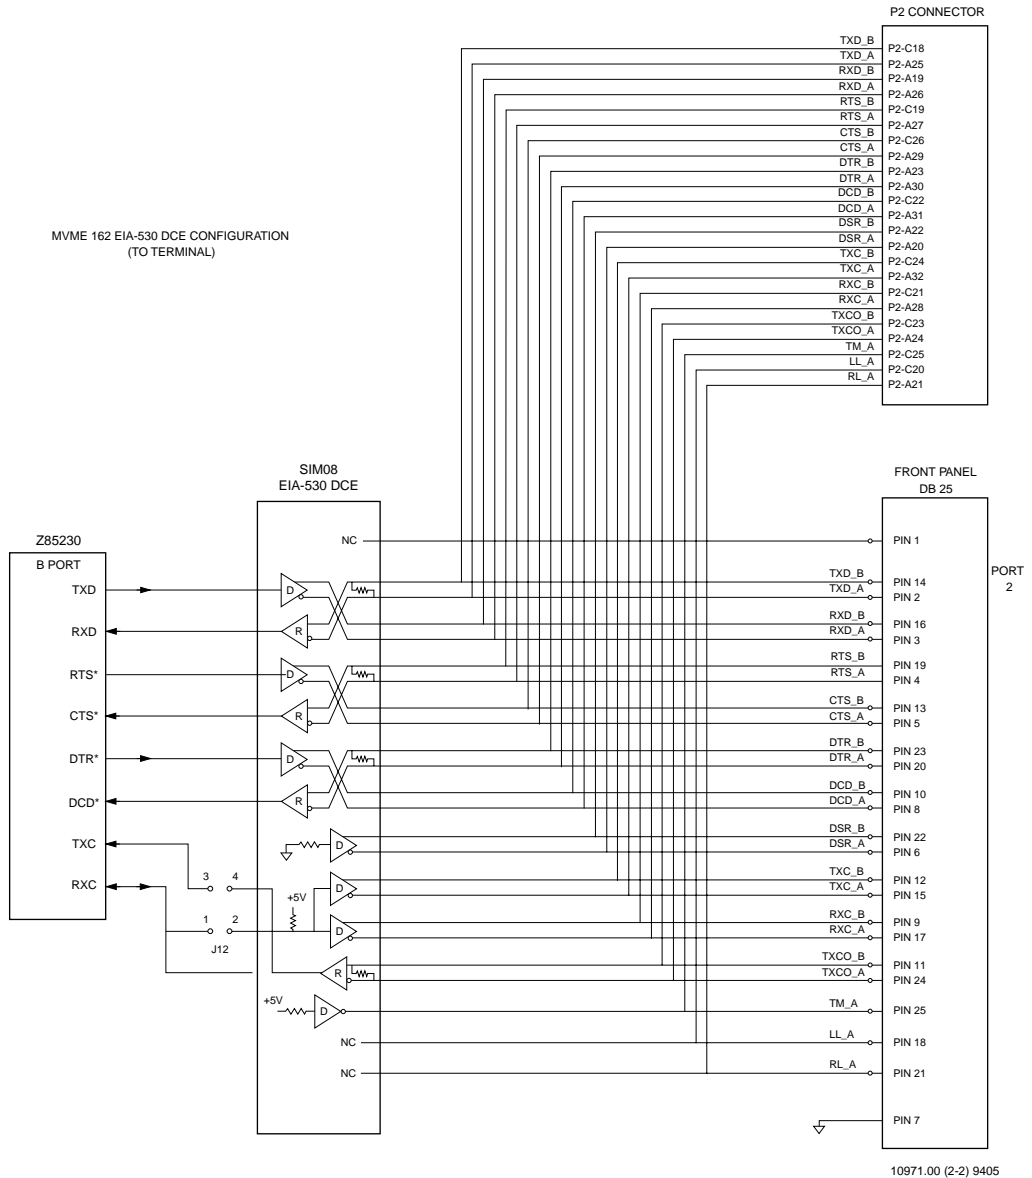 P2 CONNECTOR
TXD_B P2-C18
TXD_A P2-A25
RXD_B P2-A19
RXD_A P2-A26
RTS_B P2-C19
RTS_A P2-A27
CTS_B P2-C26
CTS_A P2-A29
DTR_B P2-A23
DTR_A P2-A30
DCD_B P2-C22
DCD_A P2-A31
DSR_B P2-A22
DSR_A P2-A20
TXC_B P2-C24
TXC_A P2-A32
RXC_B P2-C21
RXC_A P2-A28
TXCO_B P2-C23
TXCO_A P2-A24
TM_A P2-C25
LL_A P2-C20
RL_A P2-A21
MVME 162 EIA-530 DCE CONFIGURATION
(TO TERMINAL)
SIM08
EIA-530 DCE
FRONT PANEL
DB 25
Z85230
B PORT
NC PIN 1
PORT
2
TXD D TXD_B PIN 14
TXD_A PIN 2
RXD R RXD_B PIN 16
RXD_A PIN 3
RTS* D RTS_B PIN 19
RTS_A PIN 4
CTS* R CTS_B PIN 13
CTS_A PIN 5
DTR* D DTR_B PIN 23
DTR_A PIN 20
DCD* R DCD_B PIN 10
DCD_A PIN 8
TXC D DSR_B PIN 22
DSR_A PIN 6
RXC 3 4 D TXC_B PIN 12
+5V TXC_A PIN 15
1 2 D RXC_B PIN 9
J12 RXC_A PIN 17
R TXCO_B PIN 11
TXCO_A PIN 24
+5V D TM_A PIN 25
NC LL_A PIN 18
NC RL_A PIN 21
PIN 7
10971.00 (2-2) 9405